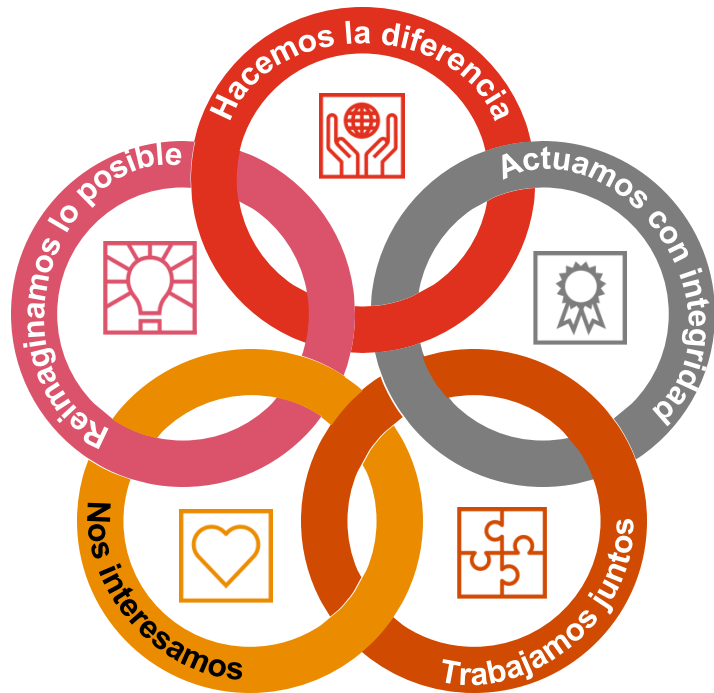 Hacemos la diferencia
Actuamos con integridad
Trabajamos juntos
Nos interesamos
Reimaginamos lo posible